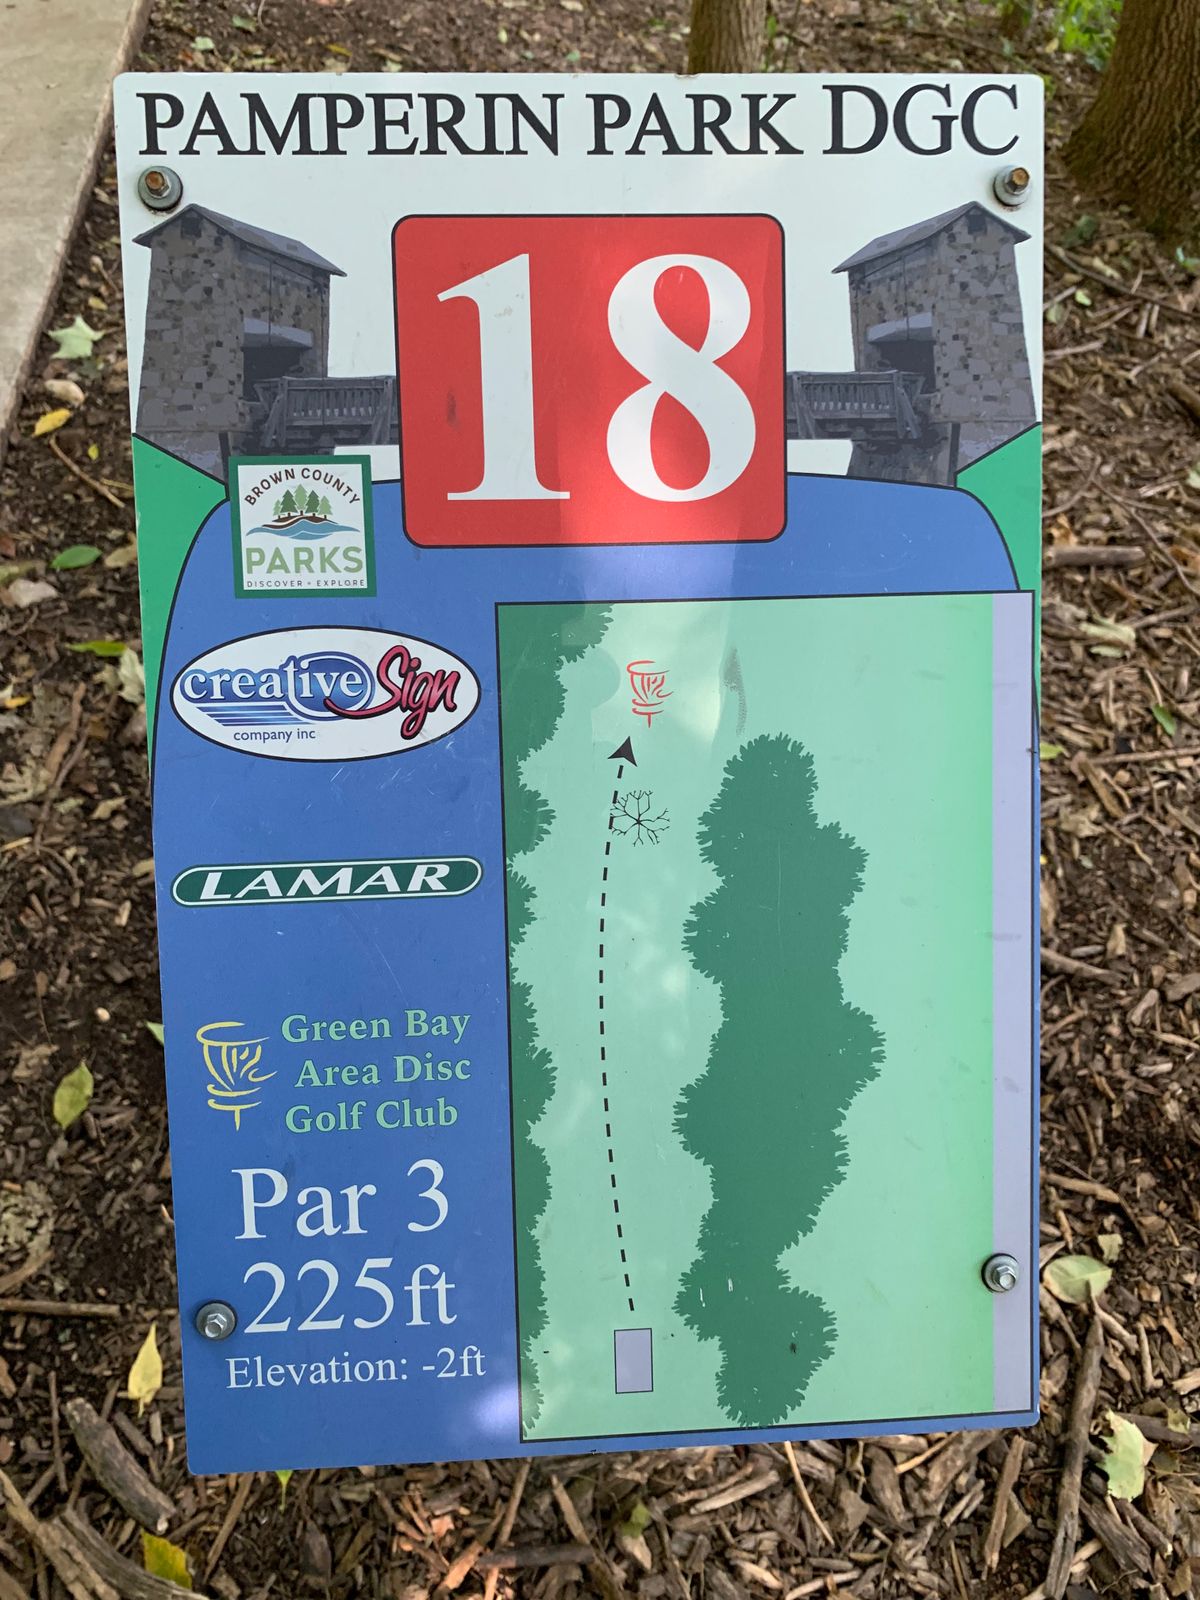 PAMPERIN PARK DGC
18
BROWN COUNTY
PARKS
DISCOVER • EXPLORE
creative Sign
company inc
LAMAR
Green Bay
Area Disc
Golf Club
Par 3
225ft
Elevation: -2ft